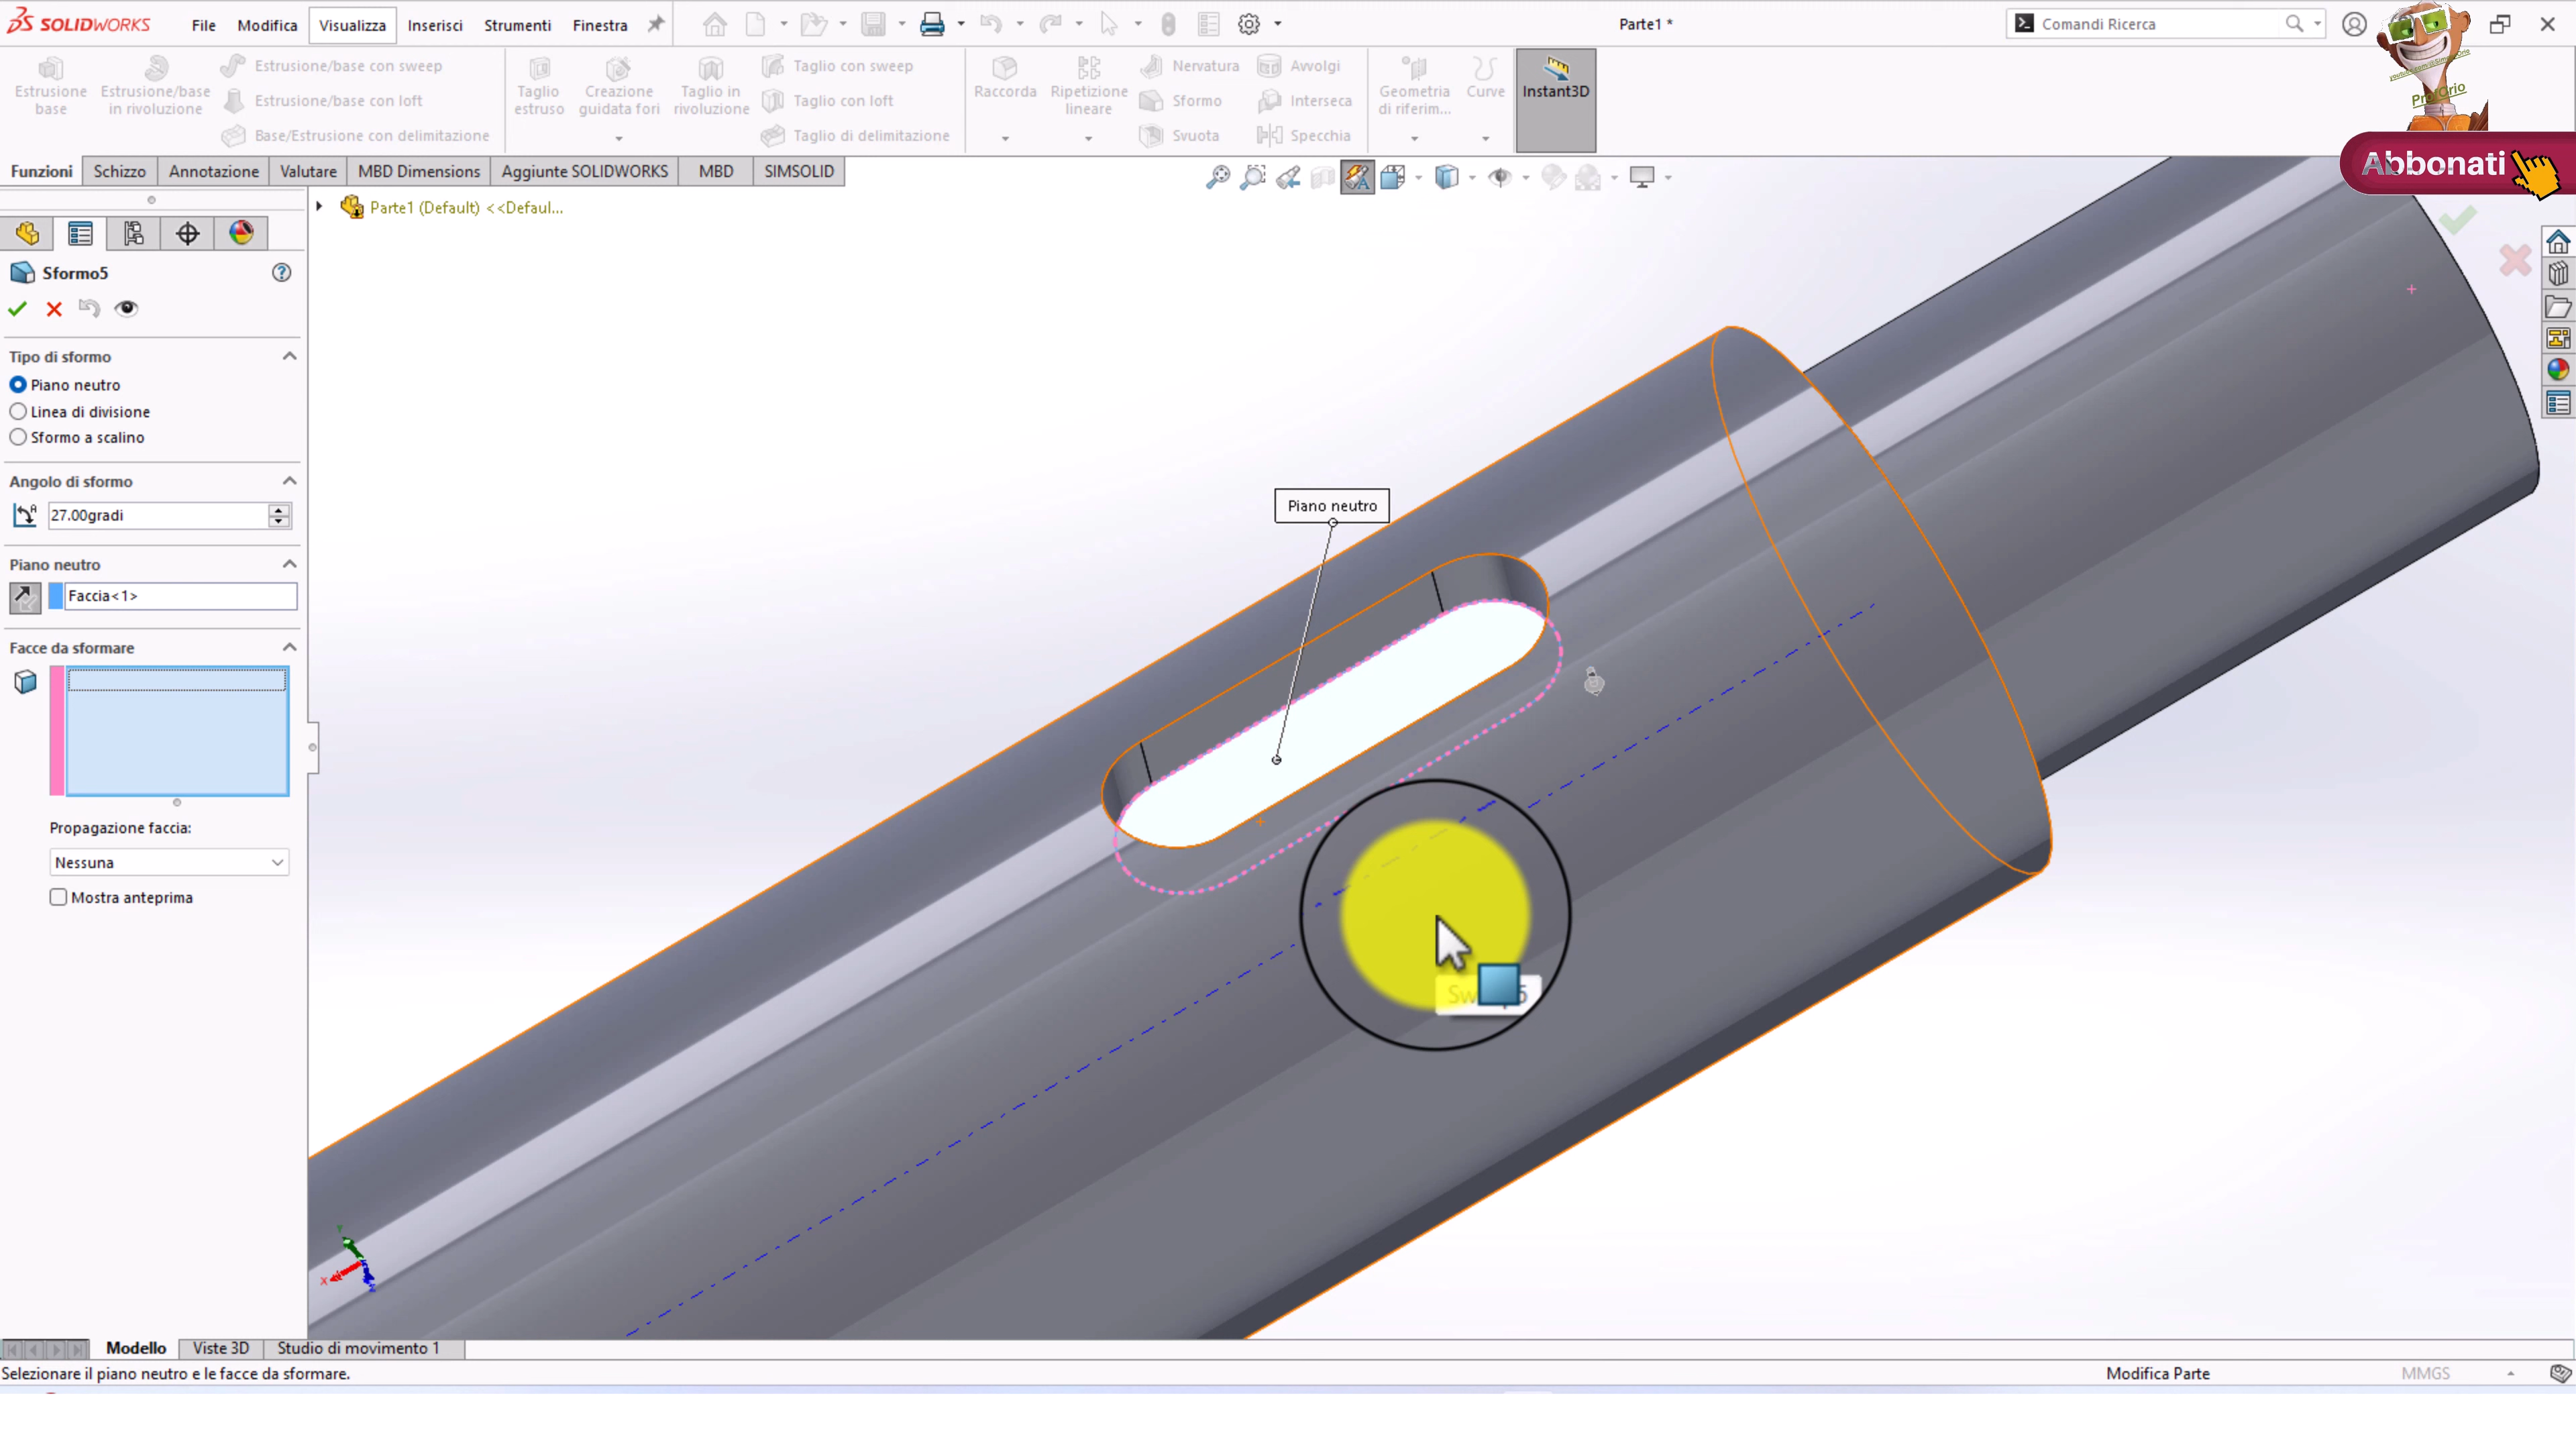 SOLIDWORKS File Modifica Visualizza Inserisci Strumenti Finestra Parte1 * Comandi Ricerca
Estrusione base
Estrusione/base in rivoluzione
Estrusione/base con sweep
Estrusione/base con loft
Base/Estrusione con delimitazione
Taglio estruso
Creazione guidata fori
Taglio in rivoluzione
Taglio con sweep
Taglio con loft
Taglio di delimitazione
Raccorda
Ripetizione lineare
Nervatura
Sformo
Svuota
Avvolgi
Interseca
Specchia
Geometria di riferim...
Curve
Instant3D
ProfGrio
Abbonati
Funzioni Schizzo Annotazione Valutare MBD Dimensions Aggiunte SOLIDWORKS MBD SIMSOLID
Parte1 (Default) <<Defaul...
Sformo5
Tipo di sformo
Piano neutro
Linea di divisione
Sformo a scalino
Angolo di sformo
27.00gradi
Piano neutro
Faccia<1>
Facce da sformare
Propagazione faccia:
Nessuna
Mostra anteprima
Piano neutro
Y
X
Z
Modello Viste 3D Studio di movimento 1
Selezionare il piano neutro e le facce da sformare. Modifica Parte MMGS